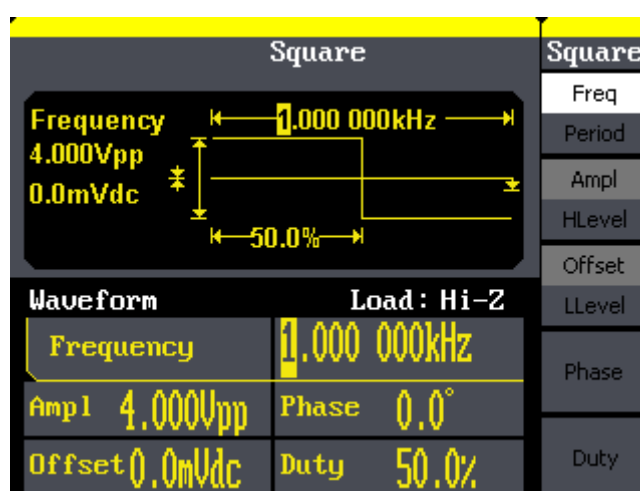 Square
Square
Frequency 1.000 000kHz
4.000Vpp
0.0mVdc
50.0%
Waveform Load: Hi-Z
Frequency 1.000 000kHz
Ampl 4.000Vpp Phase 0.0°
Offset 0.0mVdc Duty 50.0%
Freq
Period
Ampl
HLevel
Offset
LLevel
Phase
Duty